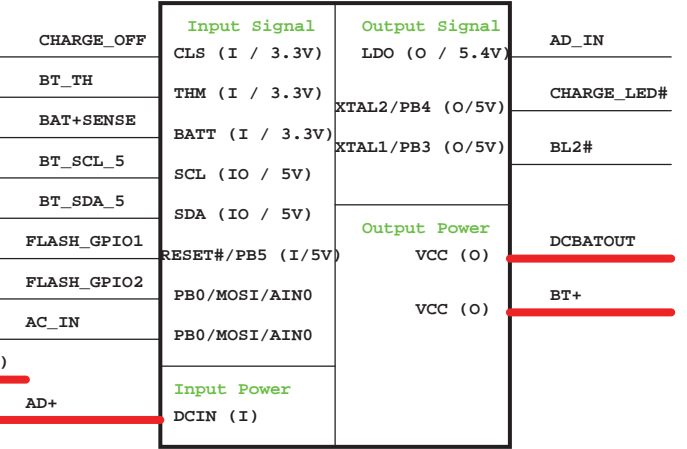 CHARGE_OFF
BT_TH
BAT+SENSE
BT_SCL_5
BT_SDA_5
FLASH_GPIO1
FLASH_GPIO2
AC_IN
)
AD+
Input Signal
CLS (I / 3.3V)
THM (I / 3.3V)
BATT (I / 3.3V)
SCL (IO / 5V)
SDA (IO / 5V)
RESET#/PB5 (I/5V)
PB0/MOSI/AIN0
PB0/MOSI/AIN0
Input Power
DCIN (I)
Output Signal
LDO (O / 5.4V)
XTAL2/PB4 (O/5V)
XTAL1/PB3 (O/5V)
Output Power
VCC (O)
VCC (O)
AD_IN
CHARGE_LED#
BL2#
DCBATOUT
BT+